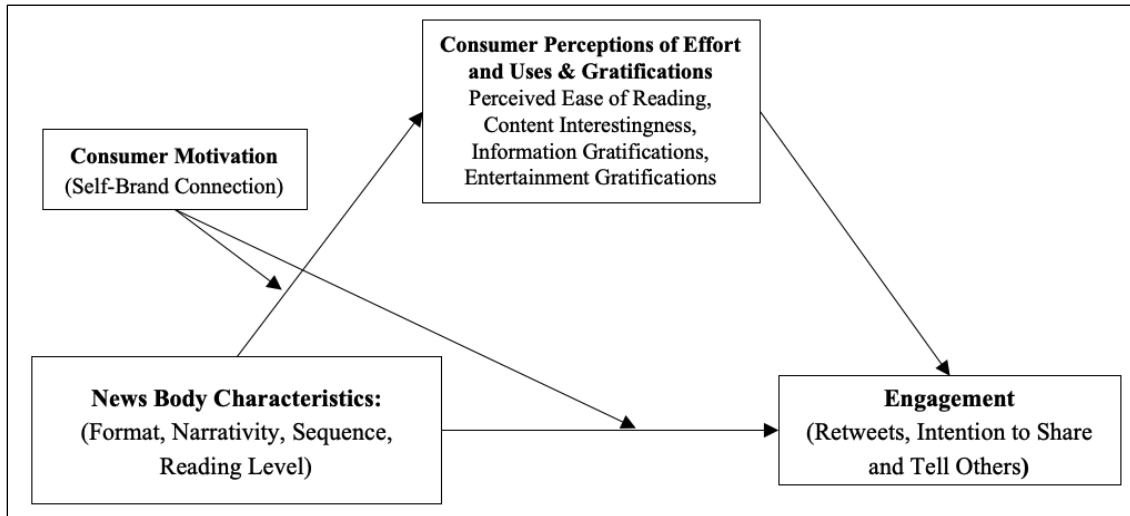 Consumer Perceptions of Effort
and Uses & Gratifications
Perceived Ease of Reading,
Content Interestingness,
Information Gratifications,
Entertainment Gratifications
Consumer Motivation
(Self-Brand Connection)
News Body Characteristics:
(Format, Narrativity, Sequence,
Reading Level)
Engagement
(Retweets, Intention to Share
and Tell Others)